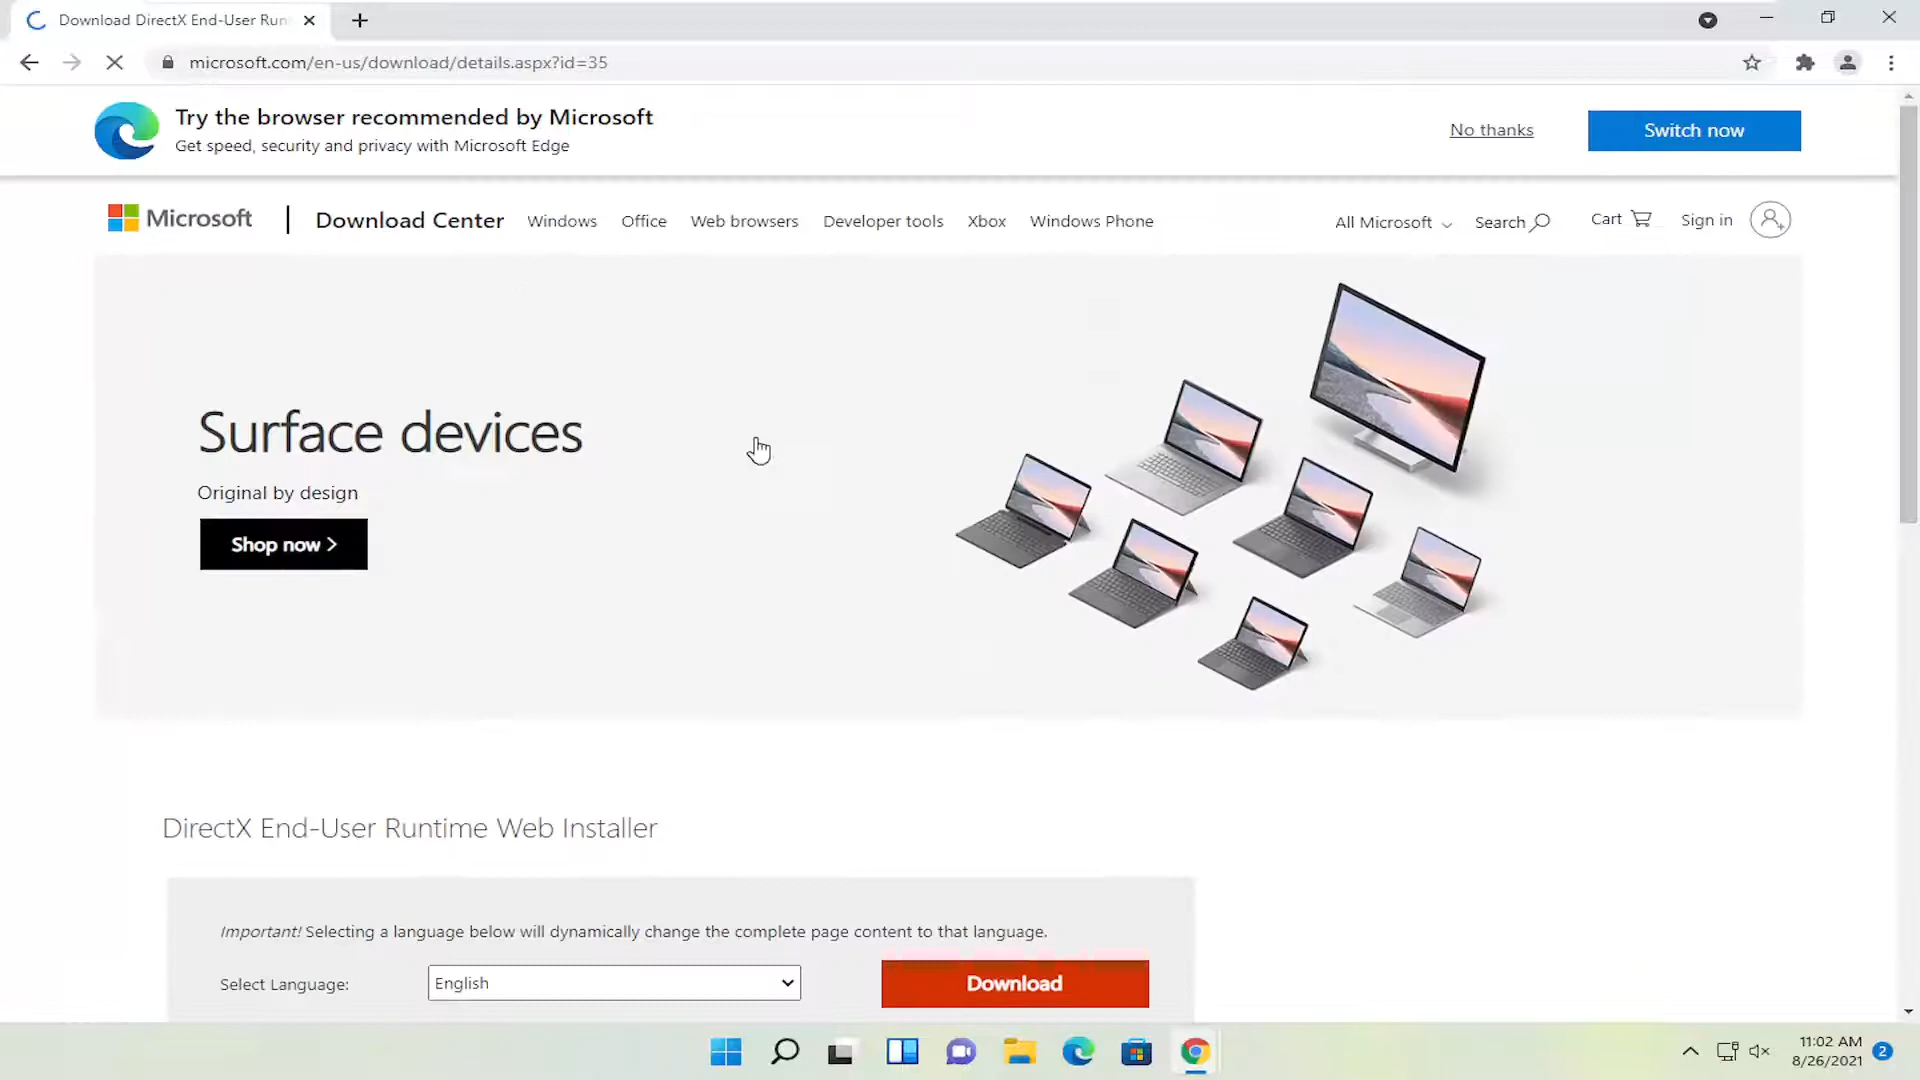 Download DirectX End-User Run
microsoft.com/en-us/download/details.aspx?id=35
Try the browser recommended by Microsoft
Get speed, security and privacy with Microsoft Edge
No thanks
Switch now
Microsoft
Download Center
Windows
Office
Web browsers
Developer tools
Xbox
Windows Phone
All Microsoft
Search
Cart
Sign in
Surface devices
Original by design
Shop now >
DirectX End-User Runtime Web Installer
Important! Selecting a language below will dynamically change the complete page content to that language.
Select Language:
English
Download
11:02 AM
8/26/2021
2